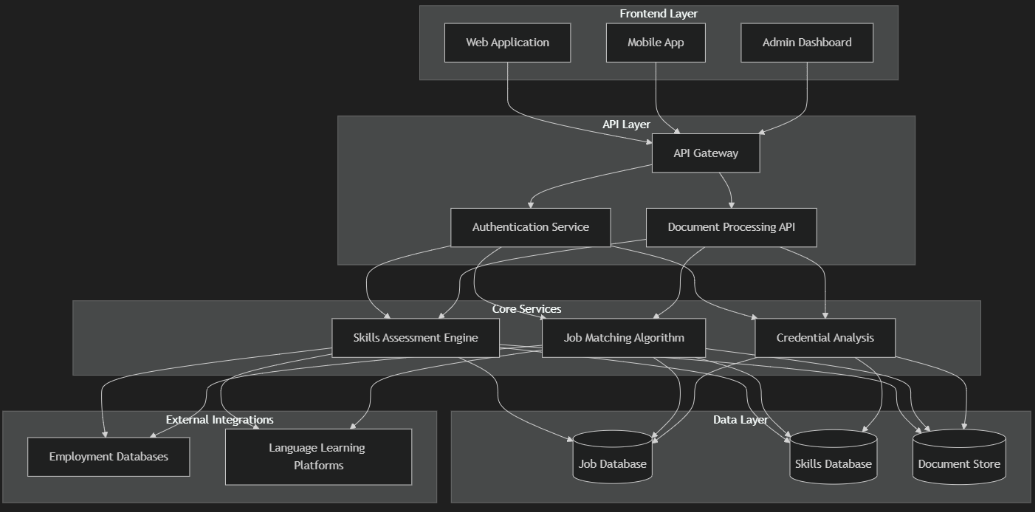 Frontend Layer
Web Application
Mobile App
Admin Dashboard
API Layer
API Gateway
Authentication Service
Document Processing API
Core Services
Skills Assessment Engine
Job Matching Algorithm
Credential Analysis
External Integrations
Data Layer
Employment Databases
Language Learning
Platforms
Job Database
Skills Database
Document Store